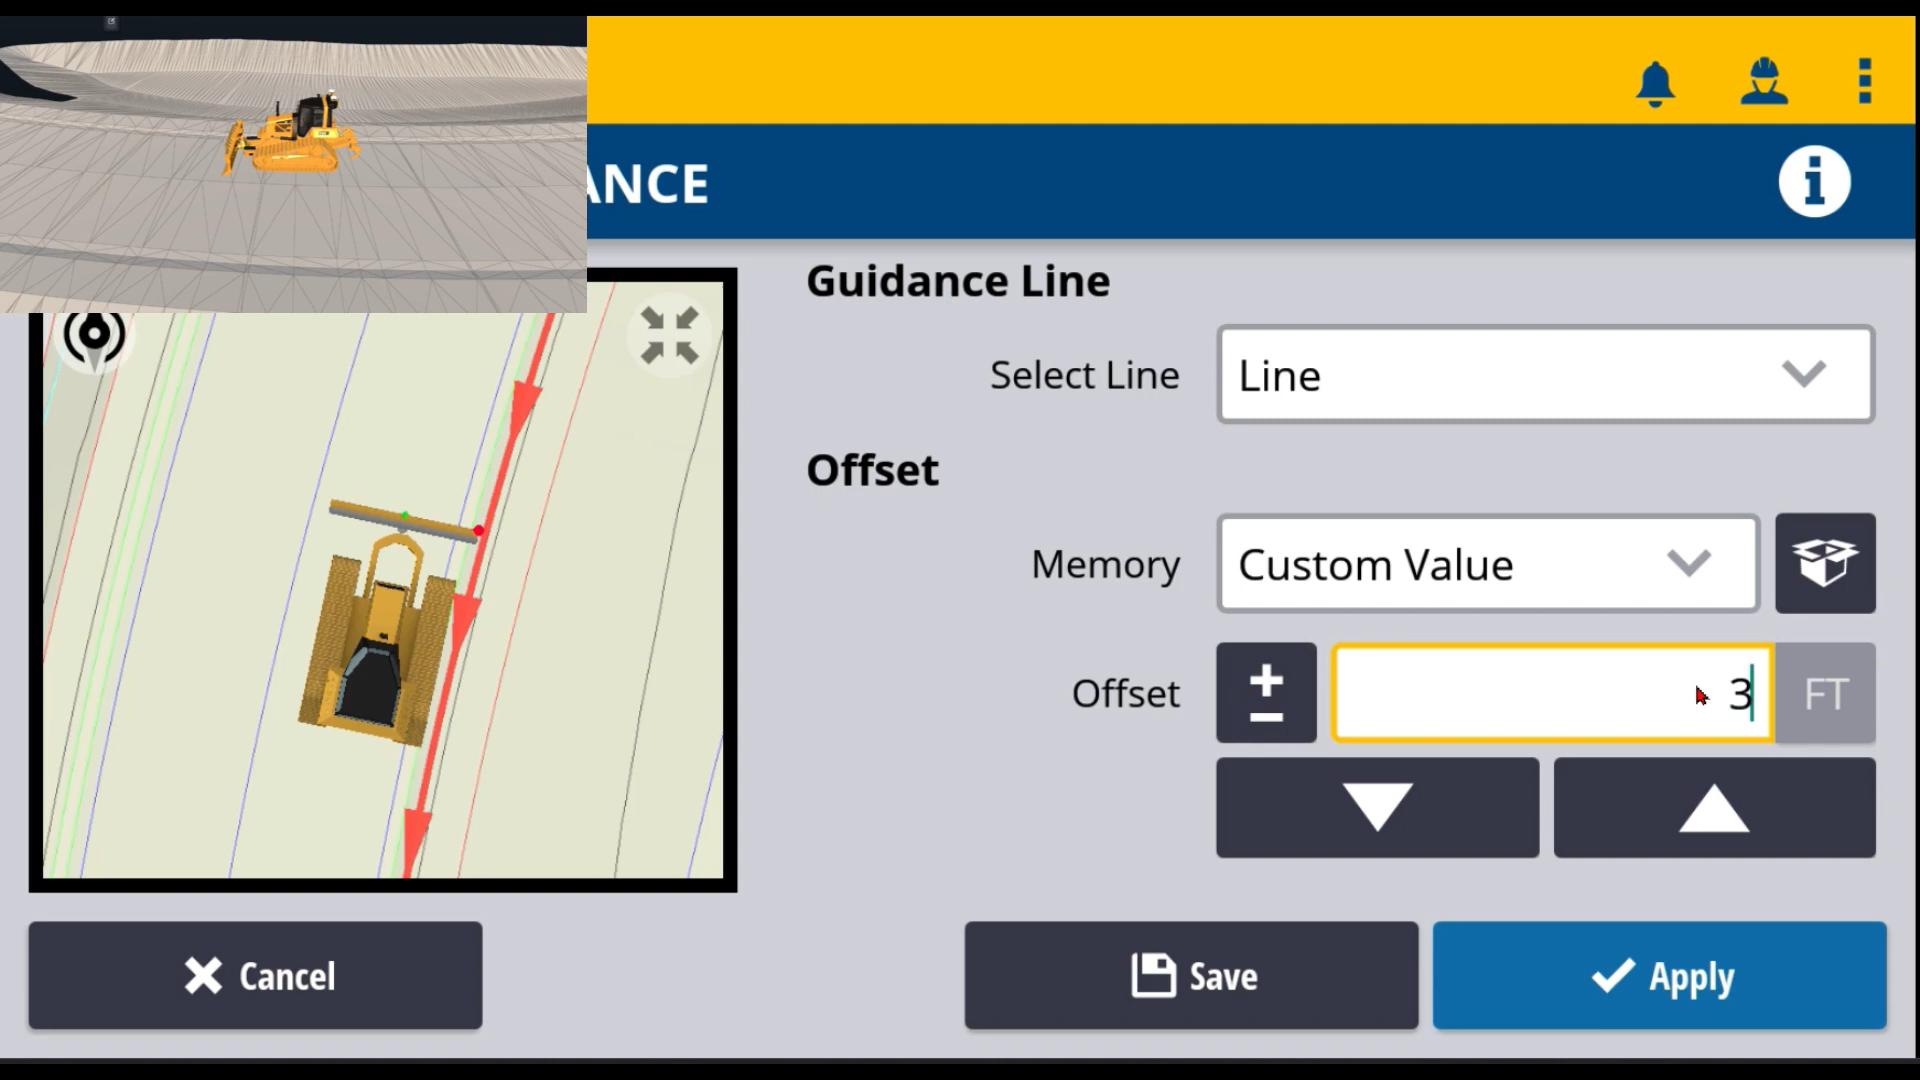 ANCE
Guidance Line
Select Line
Line
Offset
Memory
Custom Value
Offset
3
FT
Cancel
Save
Apply